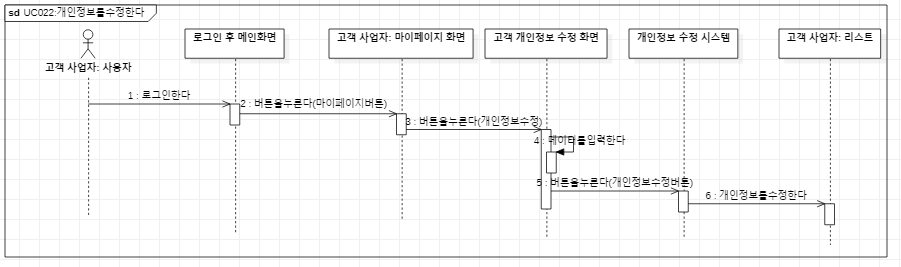 sd UC022:개인정보를수정한다
로그인 후 메인화면
고객 사업자: 마이페이지 화면
고객 개인정보 수정 화면
개인정보 수정 시스템
고객 사업자: 리스트
고객 사업자: 사용자
1 : 로그인한다
2 : 버튼을누른다(마이페이지버튼)
3 : 버튼을누른다(개인정보수정)
4 : 데이터를입력한다
5 : 버튼을누른다(개인정보수정버튼)
6 : 개인정보를수정한다